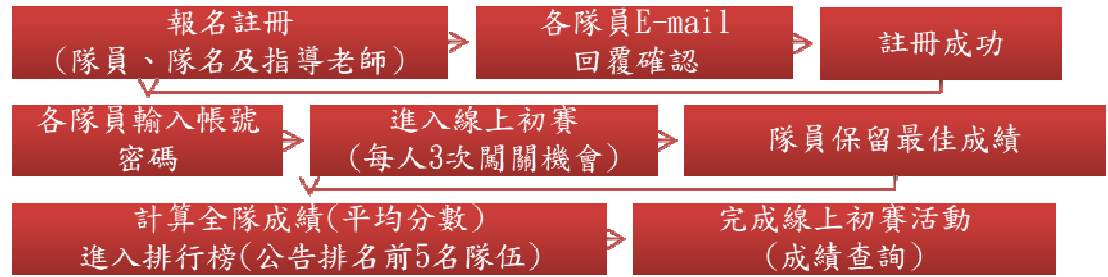 報名註冊
(隊員、隊名及指導老師)
各隊員E-mail
回覆確認
註冊成功
各隊員輸入帳號
密碼
進入線上初賽
(每人3次闖關機會)
隊員保留最佳成績
計算全隊成績(平均分數)
進入排行榜(公告排名前5名隊伍)
完成線上初賽活動
(成績查詢)